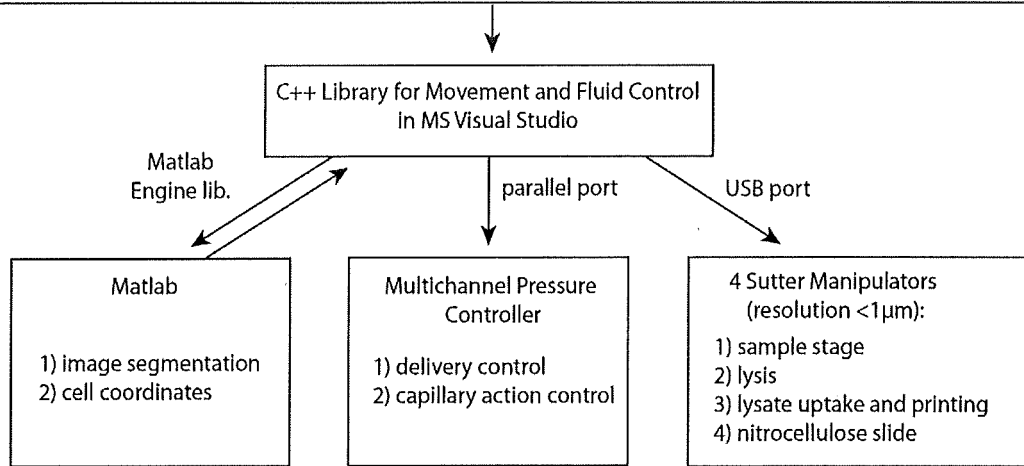 C++ Library for Movement and Fluid Control
in MS Visual Studio
Matlab
Engine lib.
parallel port
USB port
Matlab
1) image segmentation
2) cell coordinates
Multichannel Pressure
Controller
1) delivery control
2) capillary action control
4 Sutter Manipulators
(resolution <1µm):
1) sample stage
2) lysis
3) lysate uptake and printing
4) nitrocellulose slide